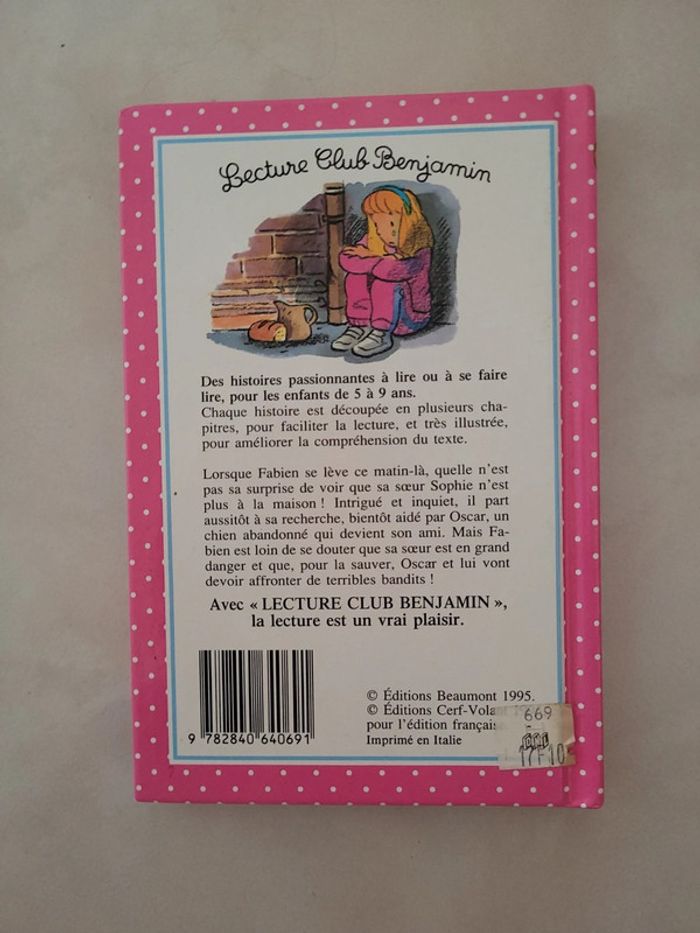 Lecture Club Benjamin
Des histoires passionnantes à lire ou à se faire
lire, pour les enfants de 5 à 9 ans.
Chaque histoire est découpée en plusieurs cha-
pitres, pour faciliter la lecture, et très illustrée,
pour améliorer la compréhension du texte.
Lorsque Fabien se lève ce matin-là, quelle n'est
pas sa surprise de voir que sa sœur Sophie n'est
plus à la maison ! Intrigué et inquiet, il part
aussitôt à sa recherche, bientôt aidé par Oscar, un
chien abandonné qui devient son ami. Mais Fa-
bien est loin de se douter que sa sœur est en grand
danger et que, pour la sauver, Oscar et lui vont
devoir affronter de terribles bandits !
Avec « LECTURE CLUB BENJAMIN »,
la lecture est un vrai plaisir.
9 782840 640691
© Éditions Beaumont 1995.
© Éditions Cerf-Vola
pour l'édition français
Imprimé en Italie
669
17F10